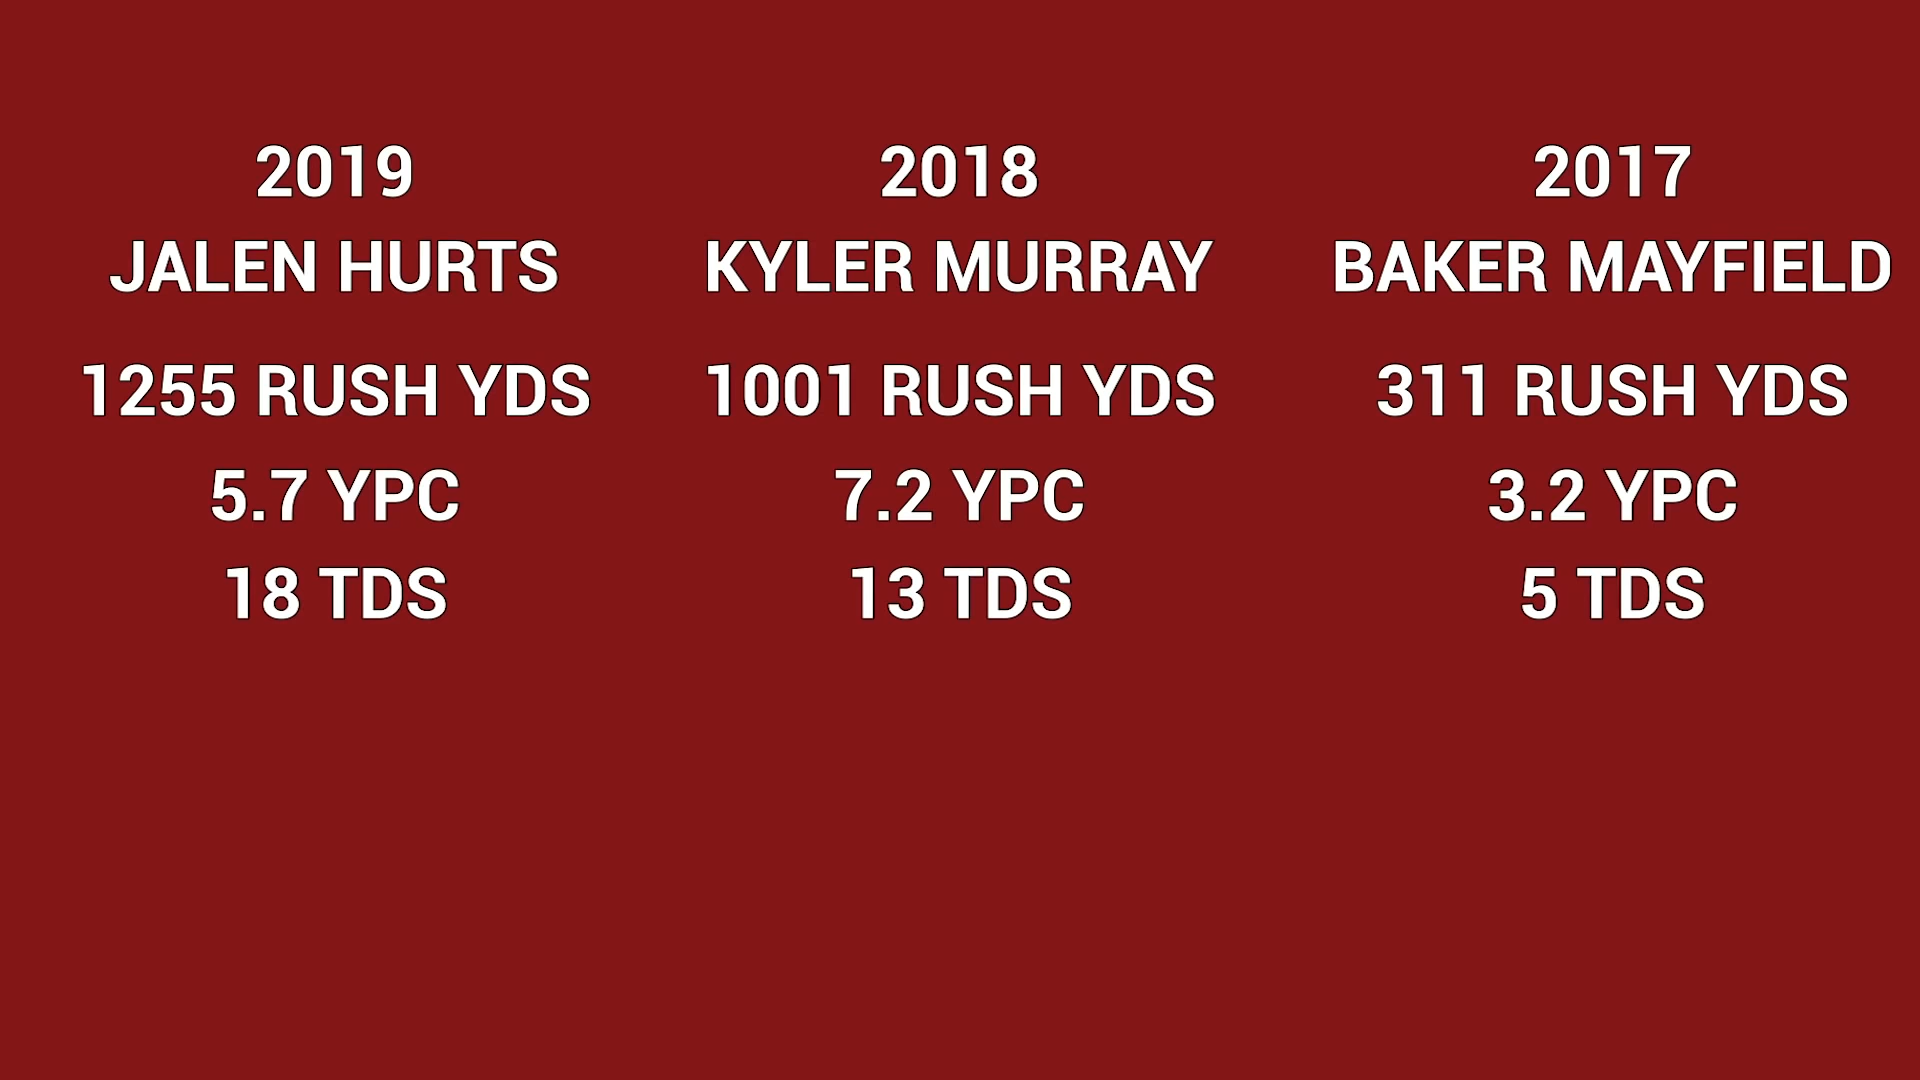 2019
JALEN HURTS
1255 RUSH YDS
5.7 YPC
18 TDS
2018
KYLER MURRAY
1001 RUSH YDS
7.2 YPC
13 TDS
2017
BAKER MAYFIELD
311 RUSH YDS
3.2 YPC
5 TDS